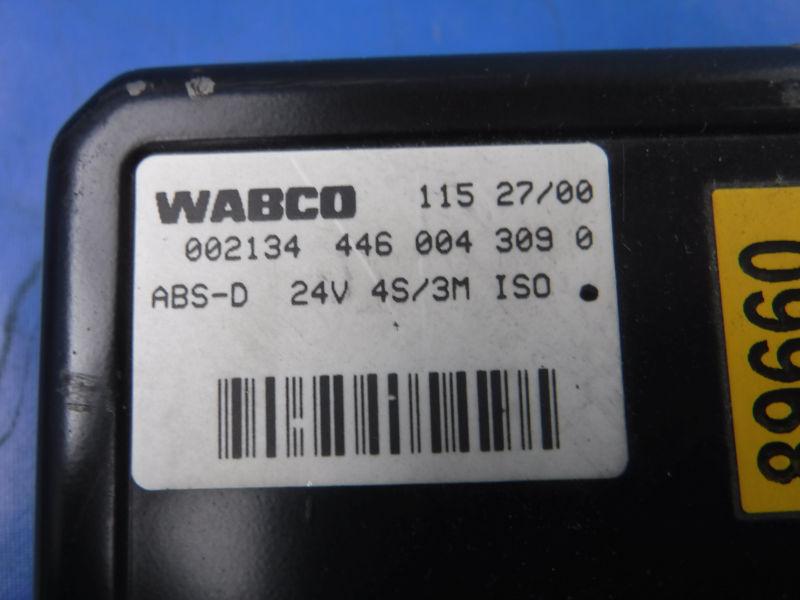 WABCO 115 27/00
002134 446 004 309 0
ABS-D 24V 4S/3M ISO
89660